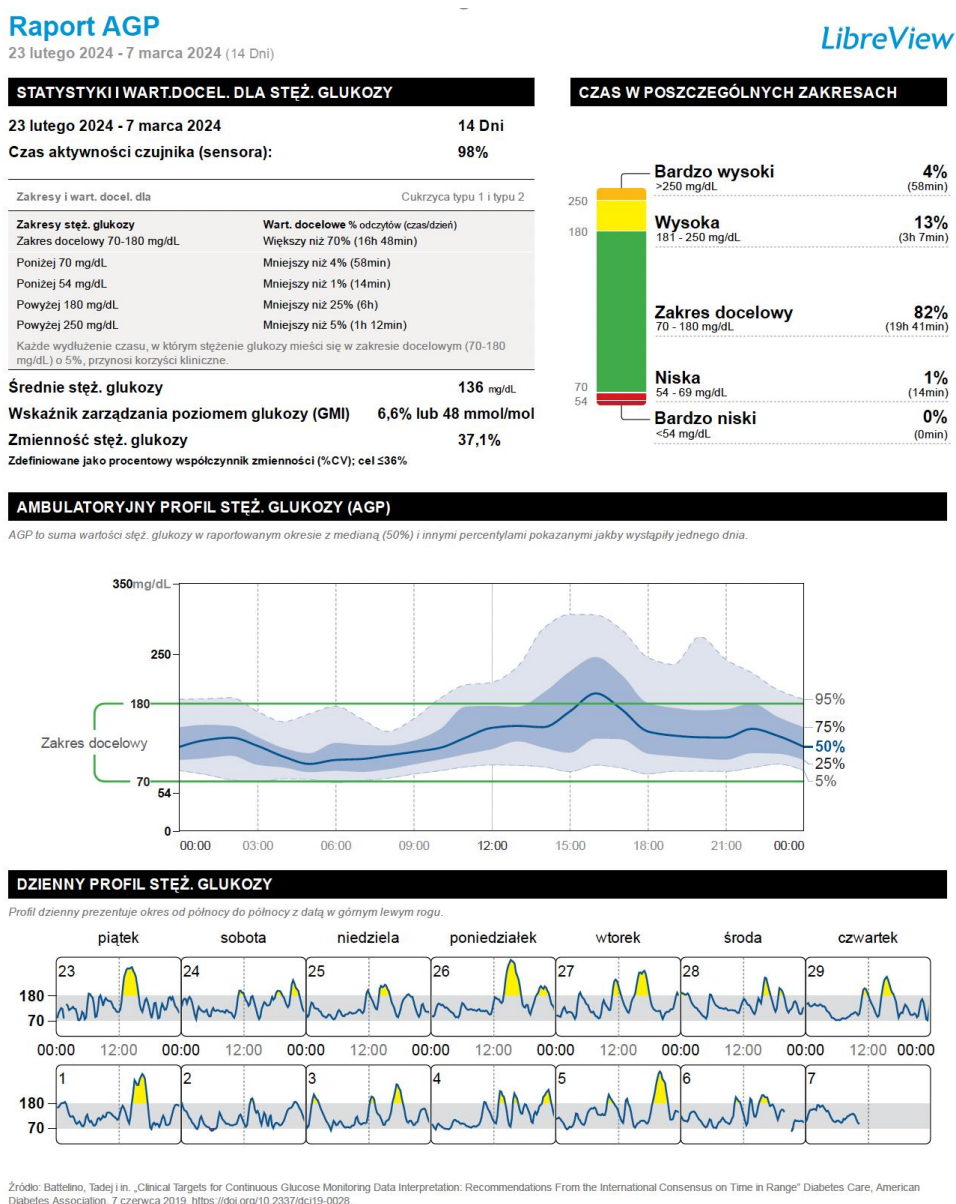 Raport AGP
23 lutego 2024 - 7 marca 2024 (14 Dni)
LibreView
STATYSTYKI I WART.DOCEL. DLA STĘŻ. GLUKOZY
23 lutego 2024 - 7 marca 2024 14 Dni
Czas aktywności czujnika (sensora): 98%
Zakresy i wart. docel. dla Cukrzyca typu 1 i typu 2
Zakresy stęż. glukozy Wart. docelowe % odczytów (czas/dzień)
Zakres docelowy 70-180 mg/dL Większy niż 70% (16h 48min)
Poniżej 70 mg/dL Mniejszy niż 4% (58min)
Poniżej 54 mg/dL Mniejszy niż 1% (14min)
Powyżej 180 mg/dL Mniejszy niż 25% (6h)
Powyżej 250 mg/dL Mniejszy niż 5% (1h 12min)
Każde wydłużenie czasu, w którym stężenie glukozy mieści się w zakresie docelowym (70-180
mg/dL) o 5%, przynosi korzyści kliniczne.
Średnie stęż. glukozy 136 mg/dL
Wskaźnik zarządzania poziomem glukozy (GMI) 6,6% lub 48 mmol/mol
Zmienność stęż. glukozy 37,1%
Zdefiniowane jako procentowy współczynnik zmienności (%CV); cel ≤36%
CZAS W POSZCZEGÓLNYCH ZAKRESACH
Bardzo wysoki 4%
>250 mg/dL (58min)
250
Wysoka 13%
180
181 - 250 mg/dL (3h 7min)
Zakres docelowy 82%
70 - 180 mg/dL (19h 41min)
Niska 1%
70
54 - 69 mg/dL (14min)
54
Bardzo niski 0%
<54 mg/dL (0min)
AMBULATORYJNY PROFIL STĘŻ. GLUKOZY (AGP)
AGP to suma wartości stęż. glukozy w raportowanym okresie z medianą (50%) i innymi percentylami pokazanymi jakby wystąpiły jednego dnia.
350mg/dL
250
180
95%
75%
Zakres docelowy
50%
25%
70
5%
54
0
00:00 03:00 06:00 09:00 12:00 15:00 18:00 21:00 00:00
DZIENNY PROFIL STĘŻ. GLUKOZY
Profil dzienny prezentuje okres od północy do północy z datą w górnym lewym rogu.
piątek sobota niedziela poniedziałek wtorek środa czwartek
23 24 25 26 27 28 29
180
70
00:00 12:00 00:00 12:00 00:00 12:00 00:00 12:00 00:00 12:00 00:00 12:00 00:00 12:00 00:00
1 2 3 4 5 6 7
180
70
Źródło: Battelino, Tadej i in. „Clinical Targets for Continuous Glucose Monitoring Data Interpretation: Recommendations From the International Consensus on Time in Range" Diabetes Care, American
Diabetes Association, 7 czerwca 2019, https://doi.org/10.2337/dci19-0028.